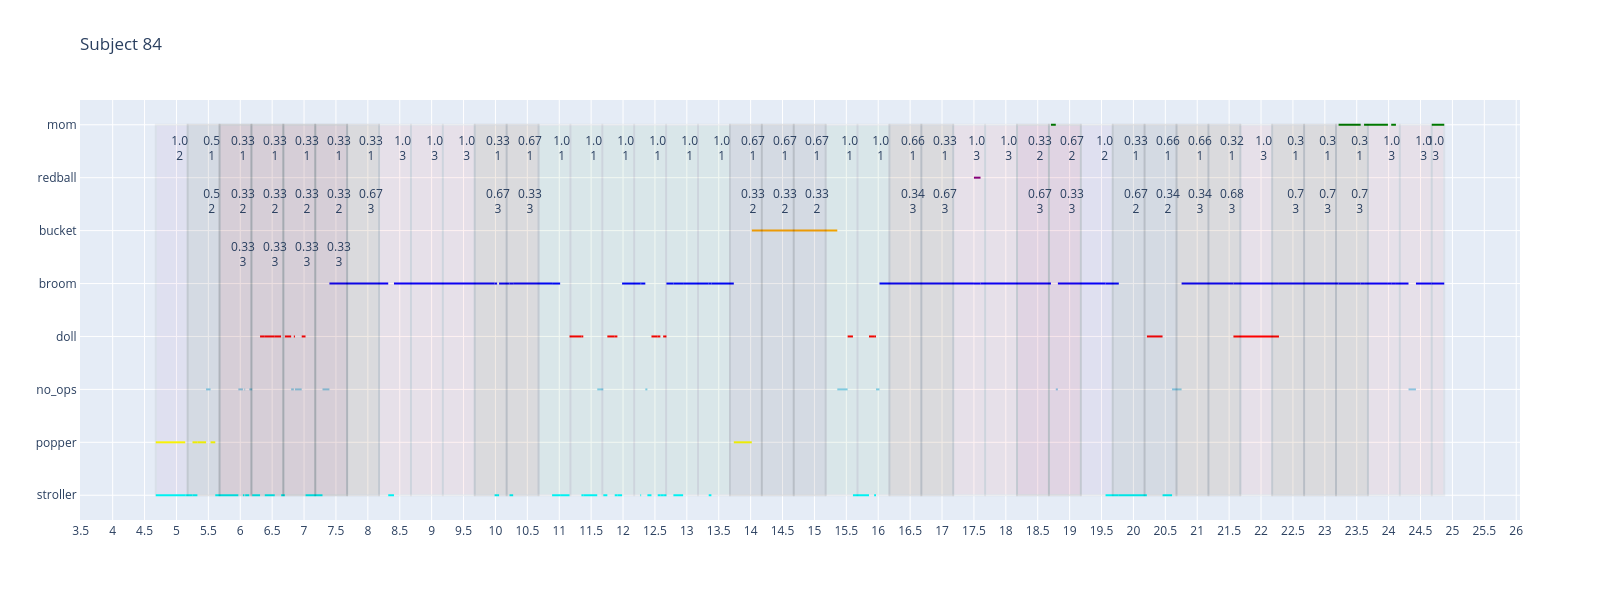 Subject 84
mom
1.0 0.5 0.33 0.33 0.33 0.33 0.33 1.0 1.0 1.0 0.33 0.67 1.0 1.0 1.0 1.0 1.0 1.0 0.67 0.67 0.67 1.0 1.0 0.66 0.33 1.0 1.0 0.33 0.67 1.0 0.33 0.66 0.66 0.32 1.0 0.3 0.3 0.3 1.0 1.0 1.0
2 1 1 1 1 1 1 3 3 3 1 1 1 1 1 1 1 1 1 1 1 1 1 1 1 3 3 2 2 2 1 1 1 1 3 1 1 1 3 3 3
redball
0.5 0.33 0.33 0.33 0.33 0.67 0.67 0.33 0.33 0.33 0.33 0.34 0.67 0.67 0.33 0.67 0.34 0.34 0.68 0.7 0.7 0.7
2 2 2 2 2 3 3 3 2 2 2 3 3 3 3 2 2 3 3 3 3 3
bucket
0.33 0.33 0.33 0.33
3 3 3 3
broom
doll
no_ops
popper
stroller
3.5 4 4.5 5 5.5 6 6.5 7 7.5 8 8.5 9 9.5 10 10.5 11 11.5 12 12.5 13 13.5 14 14.5 15 15.5 16 16.5 17 17.5 18 18.5 19 19.5 20 20.5 21 21.5 22 22.5 23 23.5 24 24.5 25 25.5 26